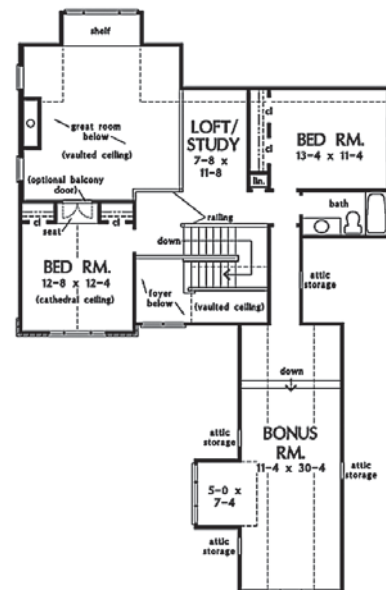 shelf
great room
below
(vaulted ceiling)
(optional balcony
door)
cl
seat
cl
BED RM.
12-8 x 12-4
(cathedral ceiling)
LOFT/
STUDY
7-8 x
11-8
cl
cl
lin.
BED RM.
13-4 x 11-4
bath
railing
down
foyer
below
(vaulted ceiling)
attic
storage
down
attic
storage
BONUS
RM.
11-4 x 30-4
attic
storage
5-0 x
7-4
attic
storage